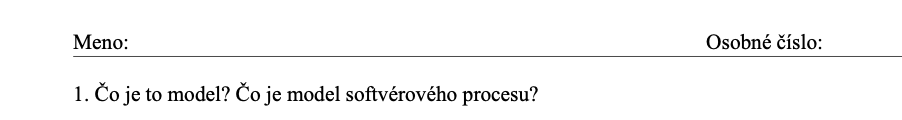 Meno: Osobné číslo:
1. Čo je to model? Čo je model softvérového procesu?